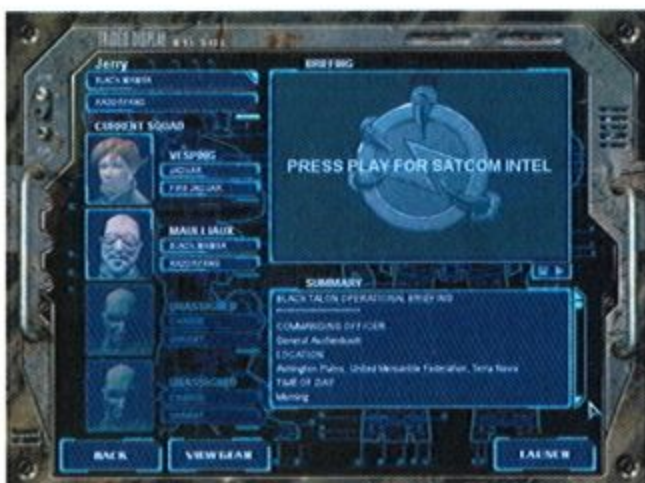 Jerry
BLACK MAMBA
RAZORFANG
CURRENT SQUAD
VESPING
JAGUAR
FIRE JAGUAR
BLACK MAMBA
RAZORFANG
UNASSIGNED
UNASSIGNED
BRIEFING
PRESS PLAY FOR SATCOM INTEL
SUMMARY
BLACK TALON OPERATIONAL BRIEFING
COMMANDING OFFICER
LOCATION
United Mercantile Federation, Terra Nova
TIME OF DAY
Morning
BACK
VIEW GEAR
LAUNCH